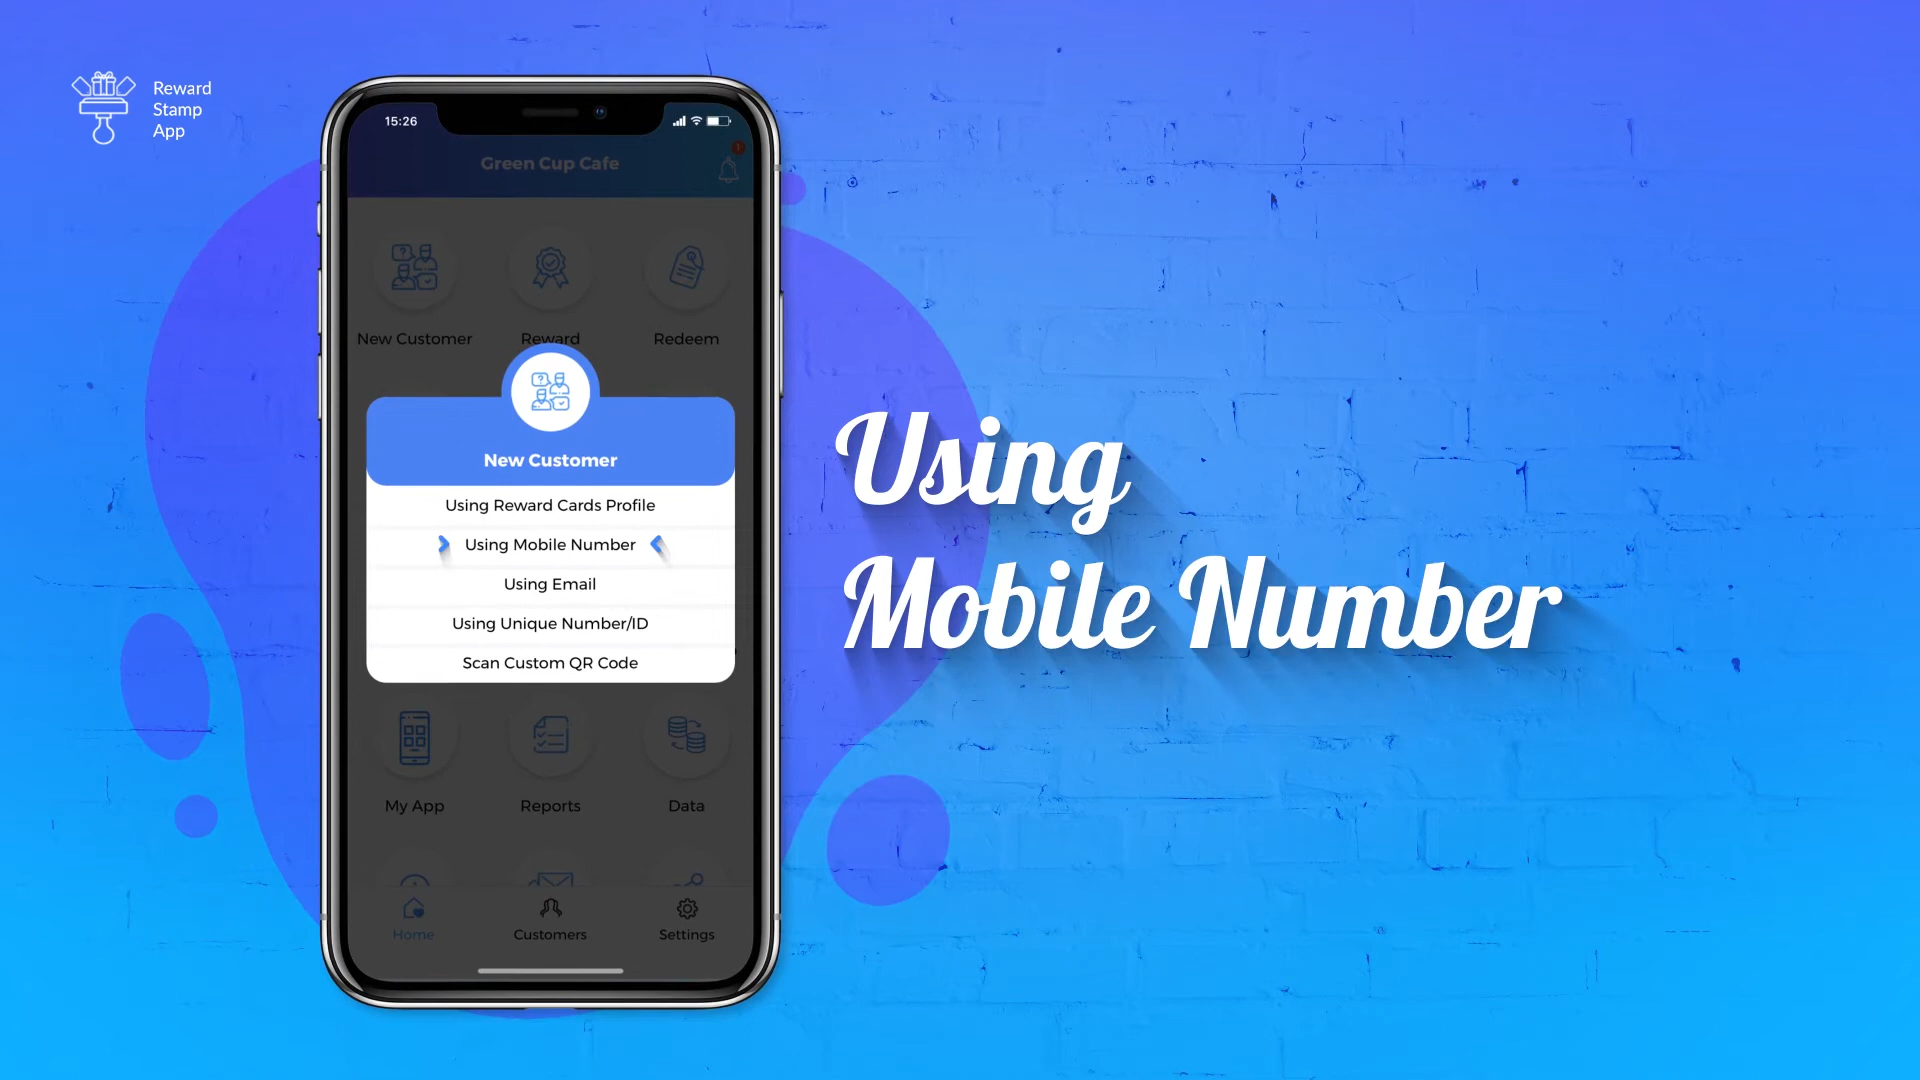 Reward
Stamp
App
15:26
Green Cup Cafe
New Customer
Reward
Redeem
New Customer
Using Reward Cards Profile
Using Mobile Number
Using Email
Using Unique Number/ID
Scan Custom QR Code
My App
Reports
Data
Home
Customers
Settings
Using
Mobile Number